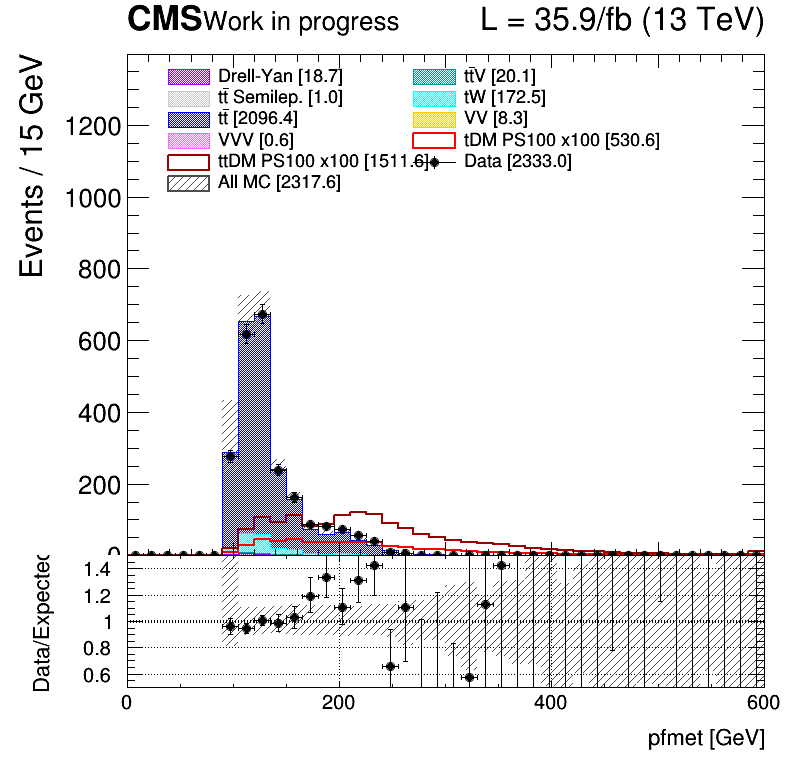 CMS Work in progress L = 35.9/fb (13 TeV)
Events / 15 GeV
Drell-Yan [18.7] tt̄V [20.1]
tt̄ Semilep. [1.0] tW [172.5]
tt̄ [2096.4] VV [8.3]
VVV [0.6] tDM PS100 x100 [530.6]
ttDM PS100 x100 [1511.6] Data [2333.0]
All MC [2317.6]
1200
1000
800
600
400
200
0
Data/Expected
1.4
1.2
1
0.8
0.6
0 200 400 600
pfmet [GeV]